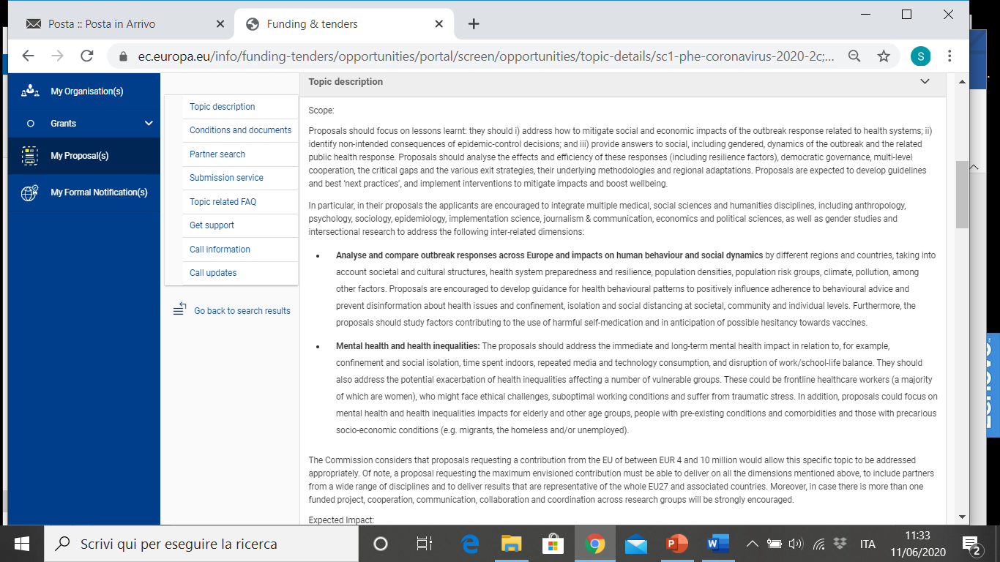 Posta :: Posta in Arrivo
Funding & tenders
ec.europa.eu/info/funding-tenders/opportunities/portal/screen/opportunities/topic-details/sc1-phe-coronavirus-2020-2c;...
S
My Organisation(s)
Grants
My Proposal(s)
My Formal Notification(s)
Topic description
Conditions and documents
Partner search
Submission service
Topic related FAQ
Get support
Call information
Call updates
Go back to search results
Topic description
Scope:
Proposals should focus on lessons learnt: they should i) address how to mitigate social and economic impacts of the outbreak response related to health systems; ii)
identify non-intended consequences of epidemic-control decisions; and iii) provide answers to social, including gendered, dynamics of the outbreak and the related
public health response. Proposals should analyse the effects and efficiency of these responses (including resilience factors), democratic governance, multi-level
cooperation, the critical gaps and the various exit strategies, their underlying methodologies and regional adaptations. Proposals are expected to develop guidelines
and best ‘next practices’, and implement interventions to mitigate impacts and boost wellbeing.
In particular, in their proposals the applicants are encouraged to integrate multiple medical, social sciences and humanities disciplines, including anthropology,
psychology, sociology, epidemiology, implementation science, journalism & communication, economics and political sciences, as well as gender studies and
intersectional research to address the following inter-related dimensions:
• Analyse and compare outbreak responses across Europe and impacts on human behaviour and social dynamics by different regions and countries, taking into
account societal and cultural structures, health system preparedness and resilience, population densities, population risk groups, climate, pollution, among
other factors. Proposals are encouraged to develop guidance for health behavioural patterns to positively influence adherence to behavioural advice and
prevent disinformation about health issues and confinement, isolation and social distancing at societal, community and individual levels. Furthermore, the
proposals should study factors contributing to the use of harmful self-medication and in anticipation of possible hesitancy towards vaccines.
• Mental health and health inequalities: The proposals should address the immediate and long-term mental health impact in relation to, for example,
confinement and social isolation, time spent indoors, repeated media and technology consumption, and disruption of work/school-life balance. They should
also address the potential exacerbation of health inequalities affecting a number of vulnerable groups. These could be frontline healthcare workers (a majority
of which are women), who might face ethical challenges, suboptimal working conditions and suffer from traumatic stress. In addition, proposals could focus on
mental health and health inequalities impacts for elderly and other age groups, people with pre-existing conditions and comorbidities and those with precarious
socio-economic conditions (e.g. migrants, the homeless and/or unemployed).
The Commission considers that proposals requesting a contribution from the EU of between EUR 4 and 10 million would allow this specific topic to be addressed
appropriately. Of note, a proposal requesting the maximum envisioned contribution must be able to deliver on all the dimensions mentioned above, to include partners
from a wide range of disciplines and to deliver results that are representative of the whole EU27 and associated countries. Moreover, in case there is more than one
funded project, cooperation, communication, collaboration and coordination across research groups will be strongly encouraged.
Expected Impact:
Scrivi qui per eseguire la ricerca
ITA
11:33
11/06/2020
2